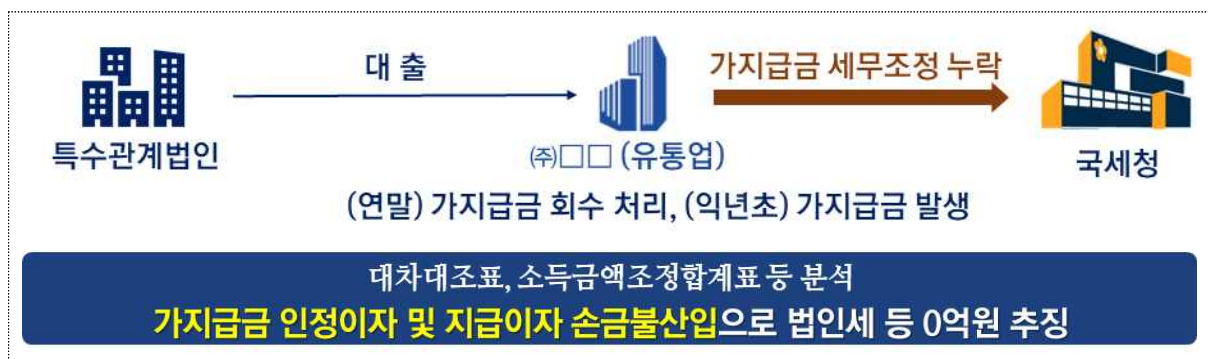 대 출
가지급금 세무조정 누락
특수관계법인
㈜□□ (유통업)
국세청
(연말) 가지급금 회수 처리, (익년초) 가지급금 발생
대차대조표, 소득금액조정합계표 등 분석
가지급금 인정이자 및 지급이자 손금불산입으로 법인세 등 0억원 추징